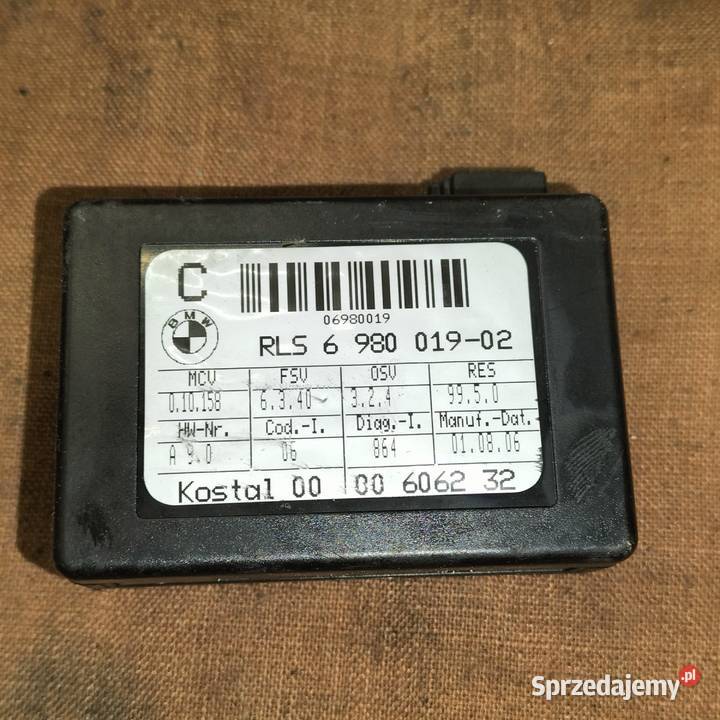 C
06980019
BMW
RLS 6 980 019-02
MCV FSV OSV RES
0.10.158 6.3.40 3.2.4 99.5.0
HW-Nr. Cod.-I. Diag.-I. Manuf.-Dat.
A 9.0 06 864 01.08.06
Kostal 00 00 6062 32
Sprzedajemy.pl